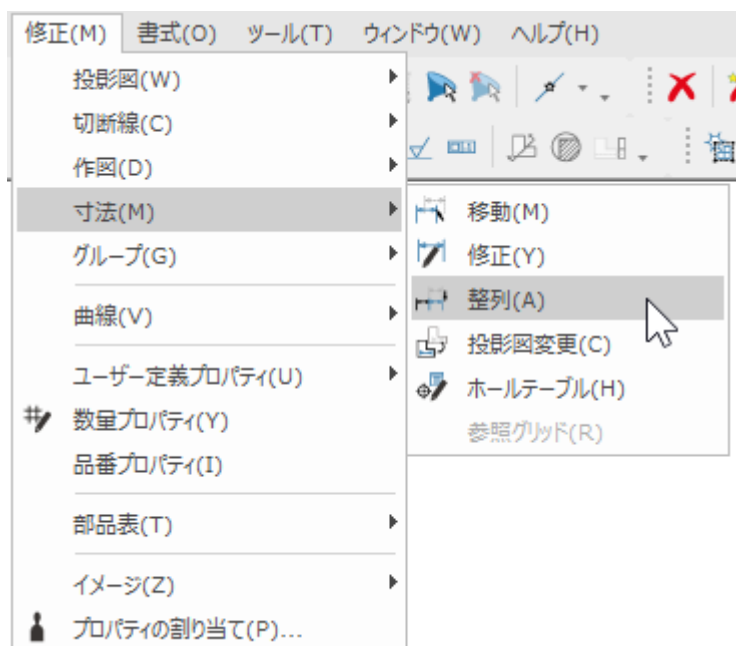 修正(M) 書式(O) ツール(T) ウィンドウ(W) ヘルプ(H)
投影図(W)
切断線(C)
作図(D)
寸法(M)
グループ(G)
曲線(V)
ユーザー定義プロパティ(U)
数量プロパティ(Y)
品番プロパティ(I)
部品表(T)
イメージ(Z)
プロパティの割り当て(P)...
移動(M)
修正(Y)
整列(A)
投影図変更(C)
ホールテーブル(H)
参照グリッド(R)